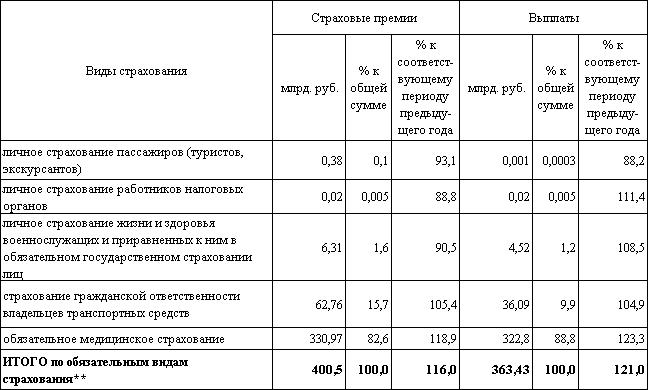 Виды страхования
Страховые премии
Выплаты
млрд. руб.
% к
общей
сумме
% к
соответст-
вующему
периоду
предыду-
щего года
млрд. руб.
% к
общей
сумме
% к
соответст-
вующему
периоду
предыду-
щего года
личное страхование пассажиров (туристов,
экскурсантов)
0,38 0,1 93,1 0,001 0,0003 88,2
личное страхование работников налоговых
органов
0,02 0,005 88,8 0,02 0,005 111,4
личное страхование жизни и здоровья
военнослужащих и приравненных к ним в
обязательном государственном страховании
лиц
6,31 1,6 90,5 4,52 1,2 108,5
страхование гражданской ответственности
владельцев транспортных средств
62,76 15,7 105,4 36,09 9,9 104,9
обязательное медицинское страхование 330,97 82,6 118,9 322,8 88,8 123,3
ИТОГО по обязательным видам
страхования**
400,5 100,0 116,0 363,43 100,0 121,0